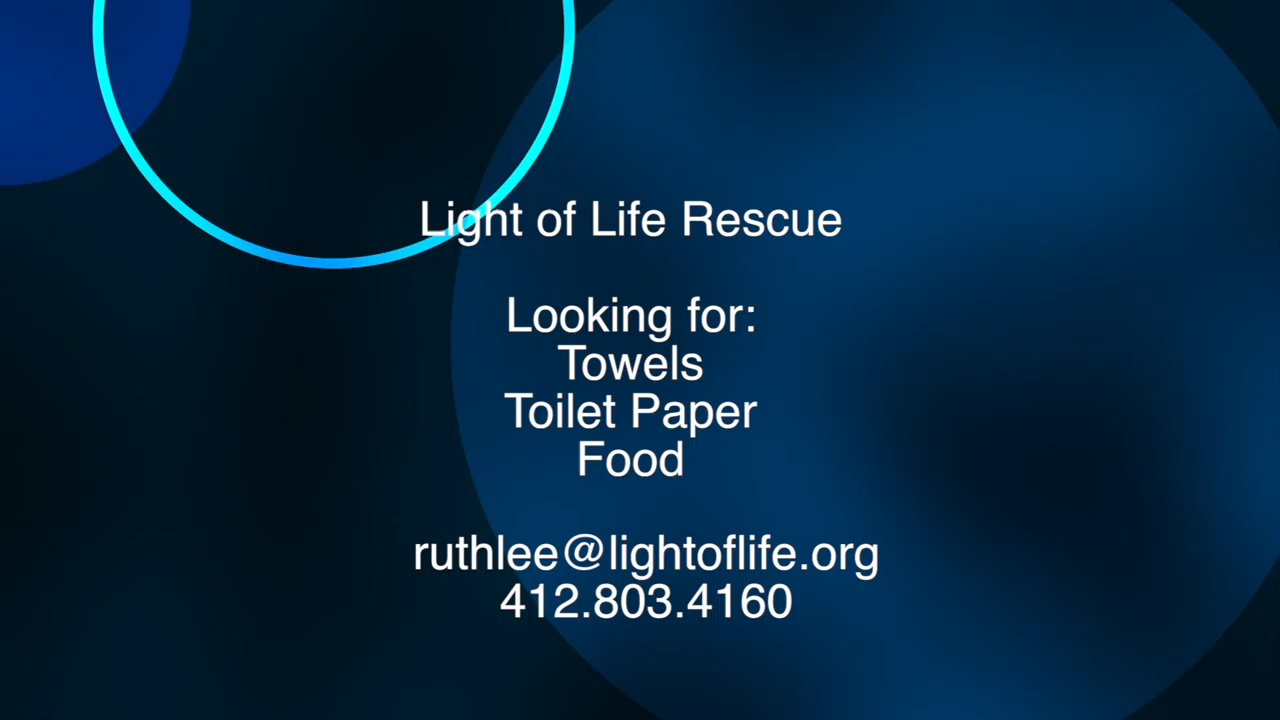 Light of Life Rescue
Looking for:
Towels
Toilet Paper
Food
ruthlee@lightoflife.org
412.803.4160